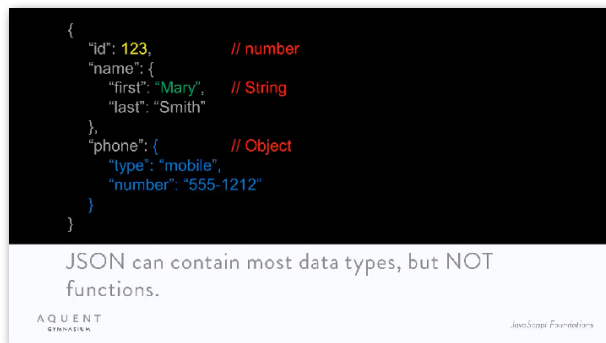 {
"id": 123, // number
"name": {
"first": “Mary”, // String
"last": “Smith”
},
“phone”: { // Object
“type”: “mobile”,
“number”: “555-1212”
}
}
JSON can contain most data types, but NOT
functions.
AQUENT
GYMNASIUM
JavaScript Foundations